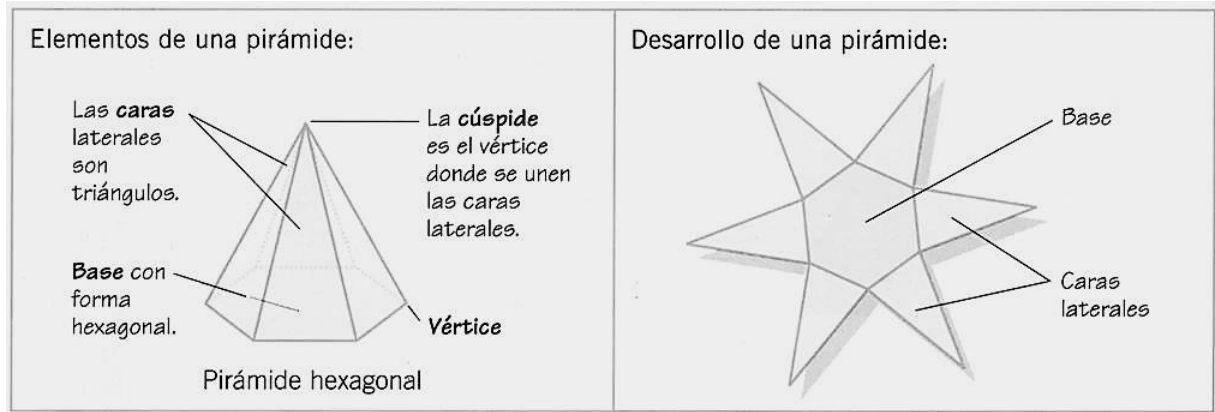 Elementos de una pirámide:
Las caras
laterales
son
triángulos.
La cúspide
es el vértice
donde se unen
las caras
laterales.
Base con
forma
hexagonal.
Vértice
Pirámide hexagonal
Desarrollo de una pirámide:
Base
Caras
laterales